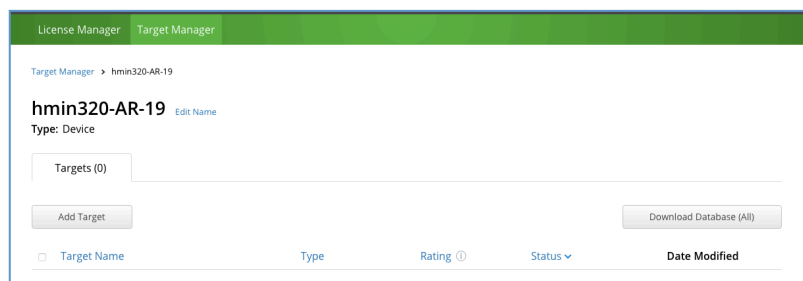 License Manager Target Manager
Target Manager > hmin320-AR-19
hmin320-AR-19 Edit Name
Type: Device
Targets (0)
Add Target Download Database (All)
Target Name Type Rating Status Date Modified